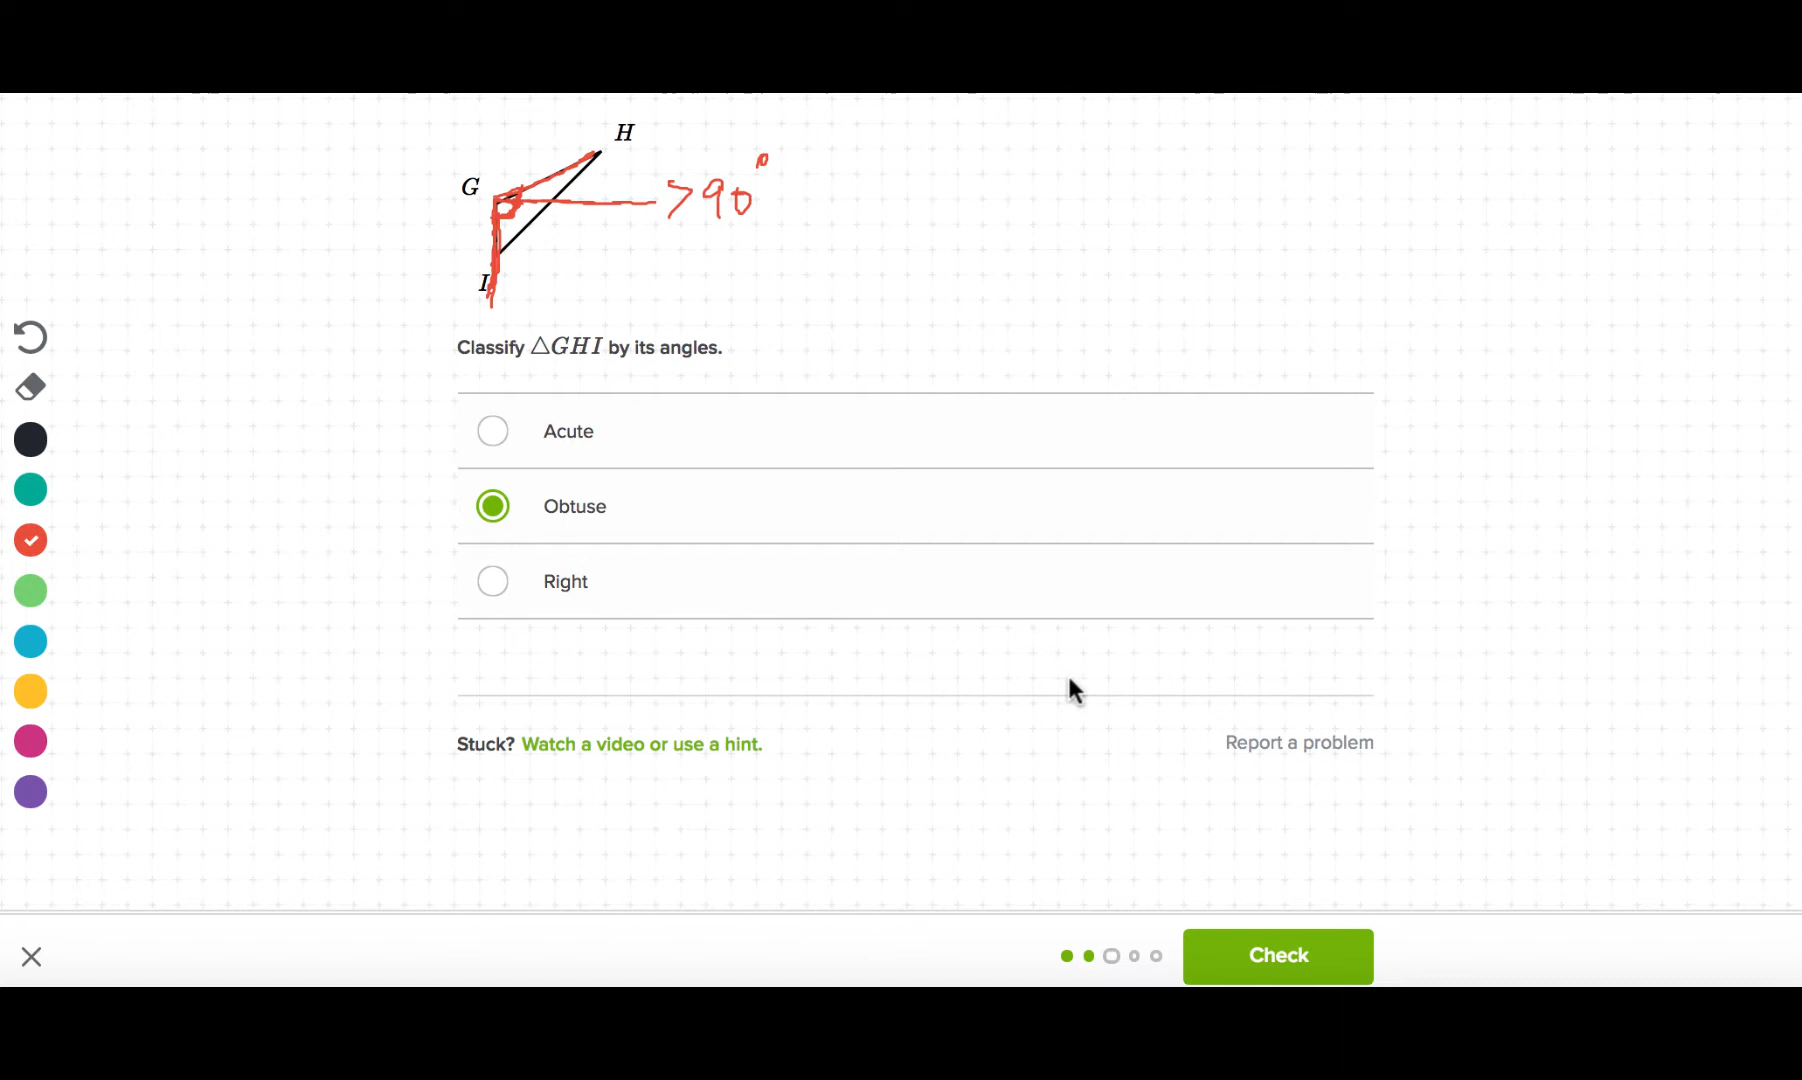 H
G
>90°
I
Classify △GHI by its angles.
Acute
Obtuse
Right
Stuck? Watch a video or use a hint.
Report a problem
Check